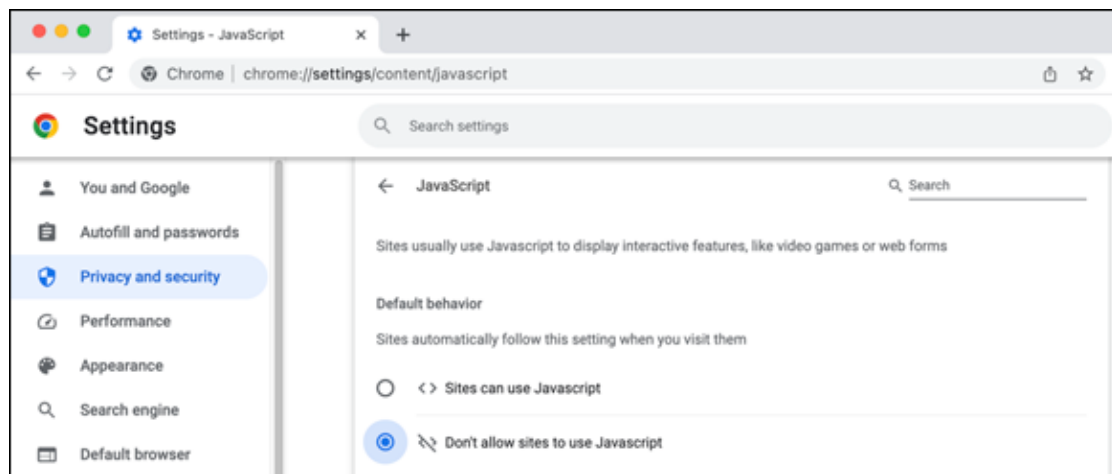 Settings - JavaScript
Chrome | chrome://settings/content/javascript
Settings
Search settings
You and Google
Autofill and passwords
Privacy and security
Performance
Appearance
Search engine
Default browser
JavaScript
Search
Sites usually use Javascript to display interactive features, like video games or web forms
Default behavior
Sites automatically follow this setting when you visit them
Sites can use Javascript
Don't allow sites to use Javascript